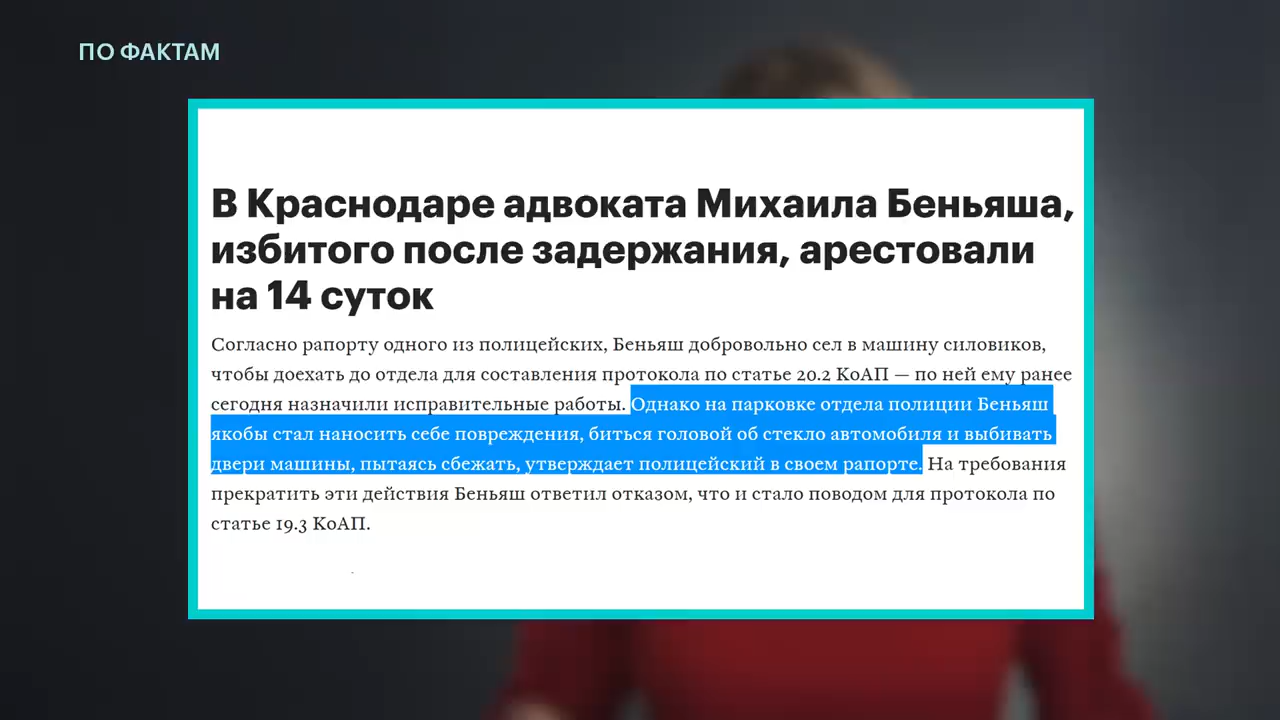 ПО ФАКТАМ
В Краснодаре адвоката Михаила Беньяша,
избитого после задержания, арестовали
на 14 суток
Согласно рапорту одного из полицейских, Беньяш добровольно сел в машину силовиков,
чтобы доехать до отдела для составления протокола по статье 20.2 КоАП — по ней ему ранее
сегодня назначили исправительные работы. Однако на парковке отдела полиции Беньяш
якобы стал наносить себе повреждения, биться головой об стекло автомобиля и выбивать
двери машины, пытаясь сбежать, утверждает полицейский в своем рапорте. На требования
прекратить эти действия Беньяш ответил отказом, что и стало поводом для протокола по
статье 19.3 КоАП.